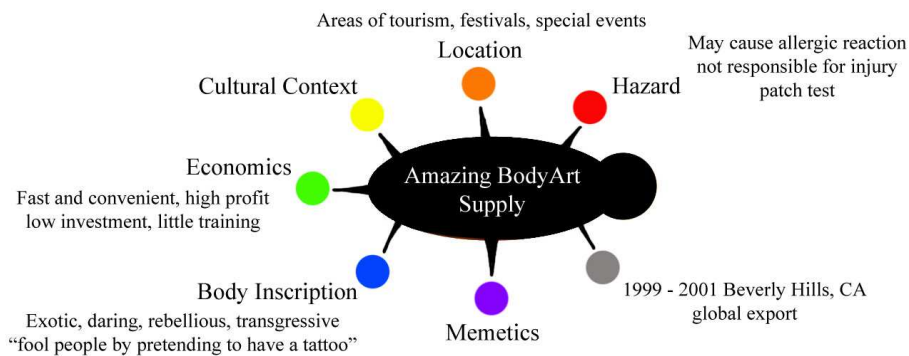 Areas of tourism, festivals, special events
Location
May cause allergic reaction
not responsible for injury
patch test
Hazard
Cultural Context
Economics
Fast and convenient, high profit
low investment, little training
Amazing BodyArt
Supply
Body Inscription
Exotic, daring, rebellious, transgressive
“fool people by pretending to have a tattoo”
Memetics
1999 - 2001 Beverly Hills, CA
global export